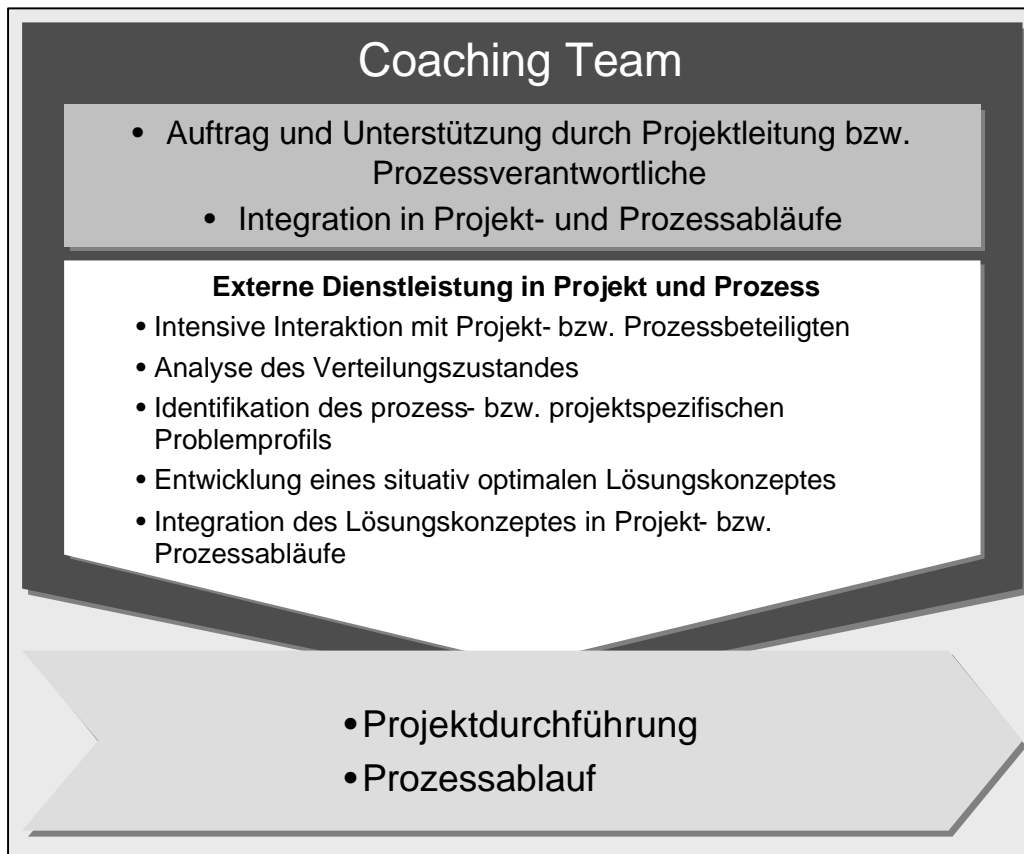 Coaching Team
• Auftrag und Unterstützung durch Projektleitung bzw.
Prozessverantwortliche
• Integration in Projekt- und Prozessabläufe
Externe Dienstleistung in Projekt und Prozess
• Intensive Interaktion mit Projekt- bzw. Prozessbeteiligten
• Analyse des Verteilungszustandes
• Identifikation des prozess- bzw. projektspezifischen
Problemprofils
• Entwicklung eines situativ optimalen Lösungskonzeptes
• Integration des Lösungskonzeptes in Projekt- bzw.
Prozessabläufe
• Projektdurchführung
• Prozessablauf